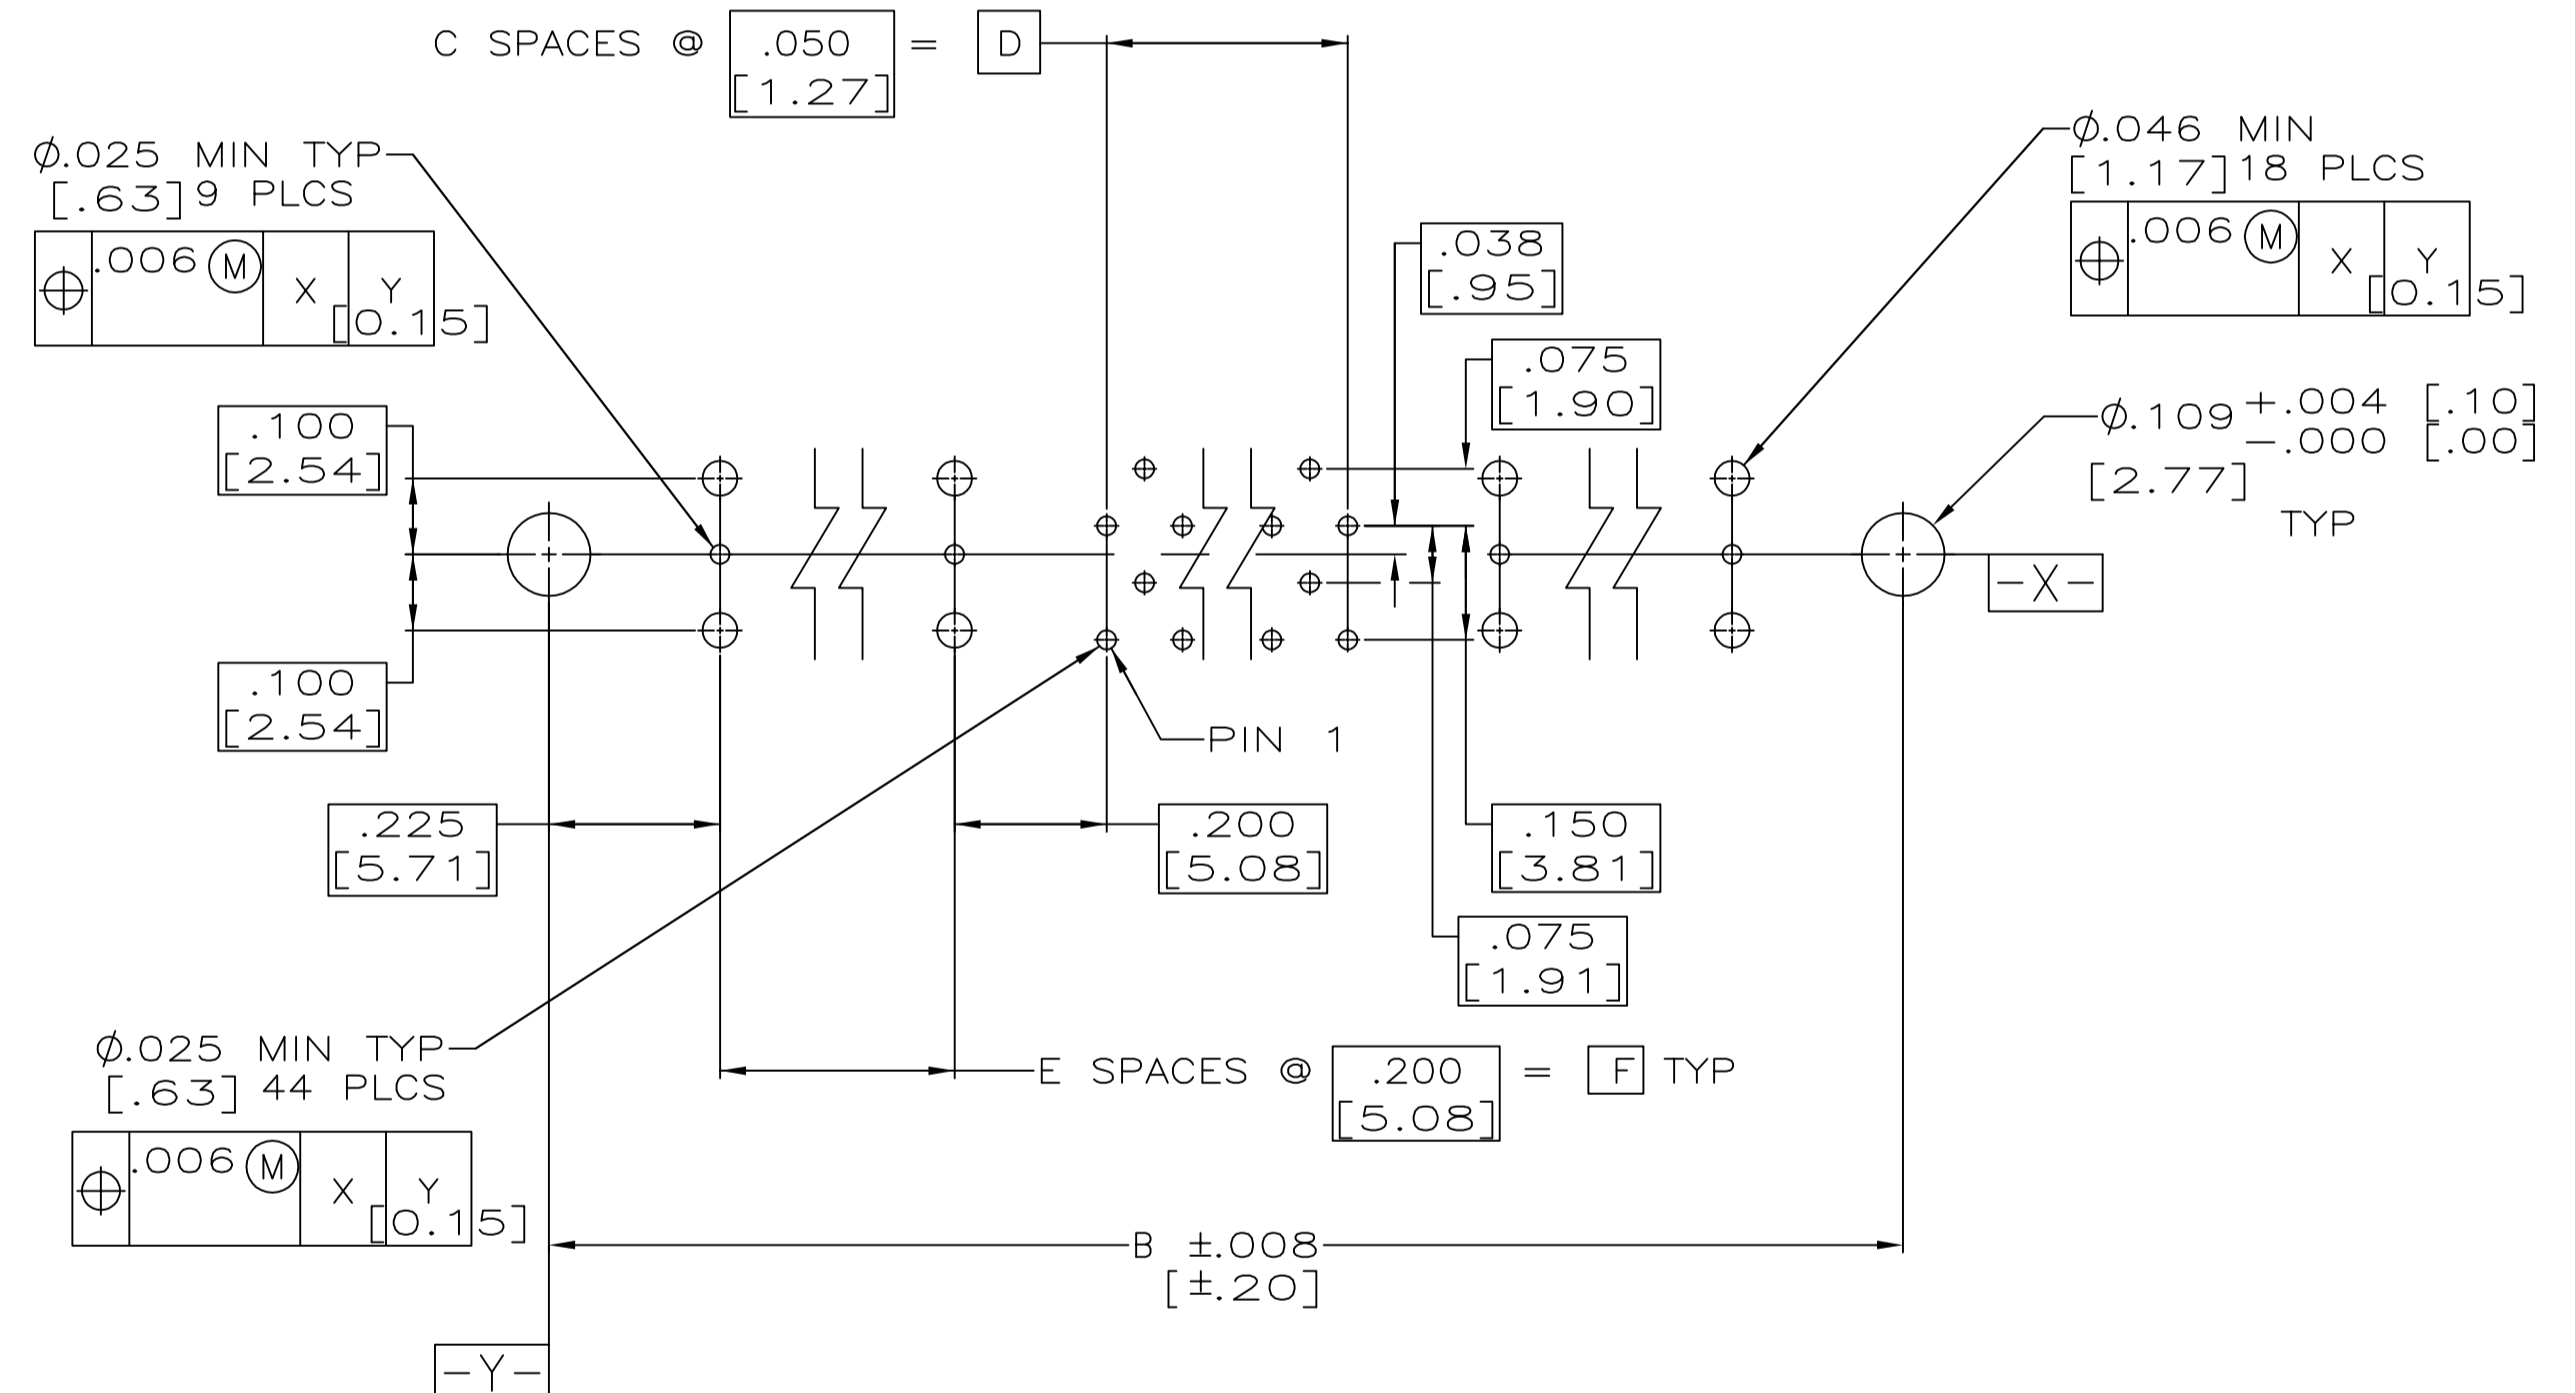 C SPACES @ .050 = D
[1.27]
Ø.025 MIN TYP
[.63] 9 PLCS
.006 Ⓜ X Y
[0.15]
Ø.046 MIN
[1.17] 18 PLCS
.006 Ⓜ X Y
[0.15]
.038
[.95]
.075
[1.90]
Ø.109 +.004 [.10]
-.000 [.00]
[2.77]
TYP
.100
[2.54]
-X-
.100
[2.54]
PIN 1
.225
[5.71]
.200
[5.08]
.150
[3.81]
.075
[1.91]
Ø.025 MIN TYP
[.63] 44 PLCS
.006 Ⓜ X Y
[0.15]
E SPACES @ .200 = F TYP
[5.08]
B ±.008
[±.20]
-Y-